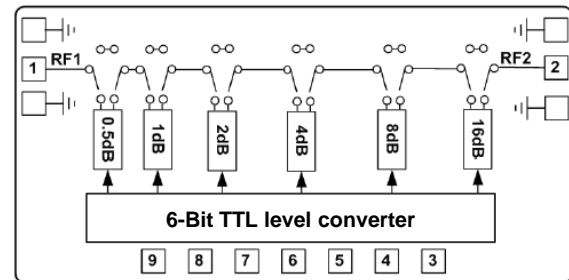 1 RF1 RF2 2
0.5dB 1dB 2dB 4dB 8dB 16dB
6-Bit TTL level converter
9 8 7 6 5 4 3